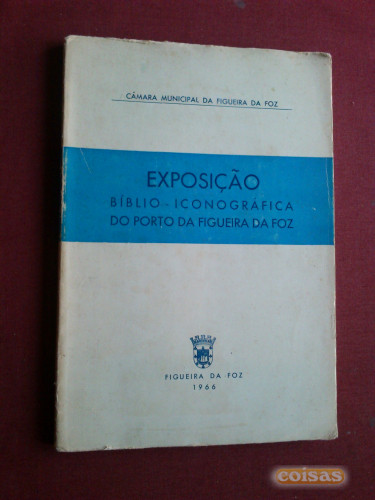 CÂMARA MUNICIPAL DA FIGUEIRA DA FOZ
EXPOSIÇÃO
BÍBLIO - ICONOGRÁFICA
DO PORTO DA FIGUEIRA DA FOZ
FIGUEIRA DA FOZ
1966
coisas